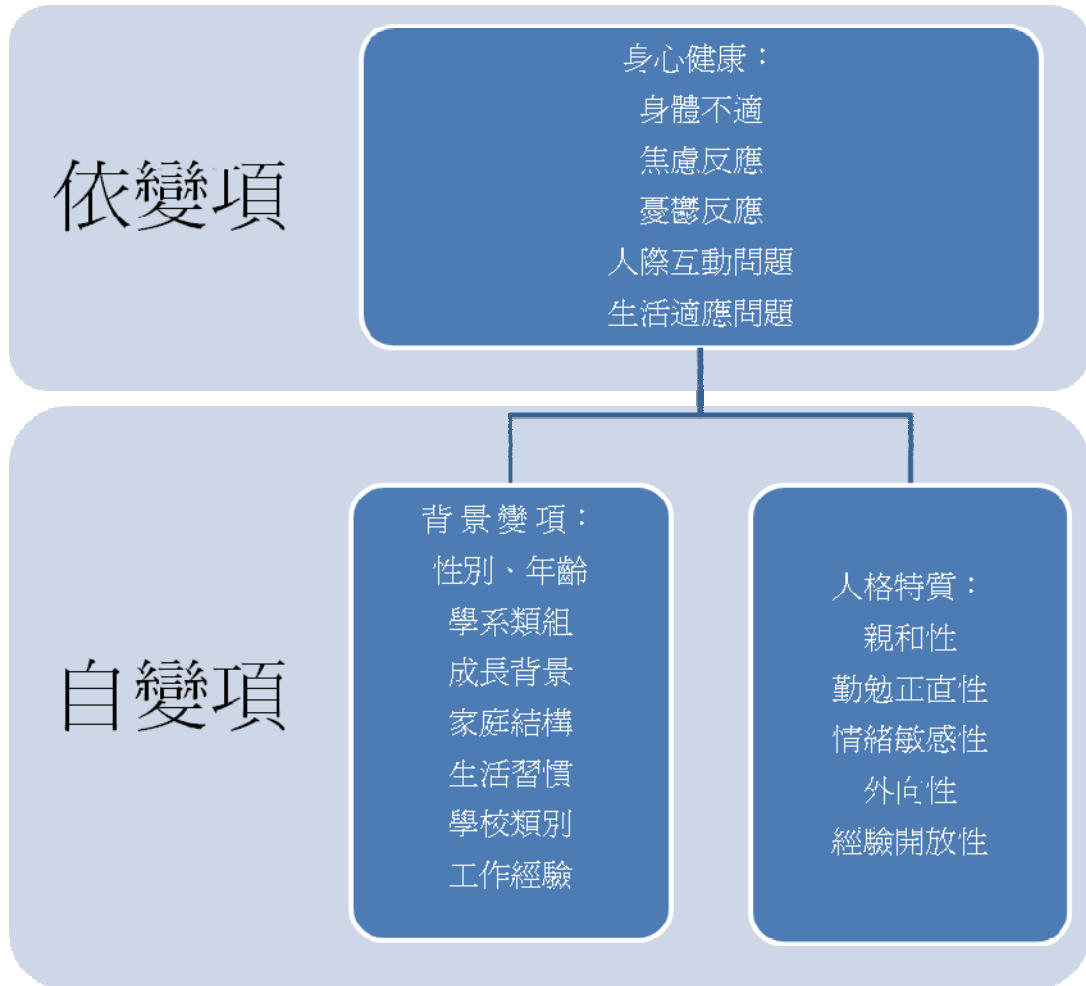 依變項
身心健康：
身體不適
焦慮反應
憂鬱反應
人際互動問題
生活適應問題
自變項
背景變項：
性別、年齡
學系類組
成長背景
家庭結構
生活習慣
學校類別
工作經驗
人格特質：
親和性
勤勉正直性
情緒敏感性
外向性
經驗開放性